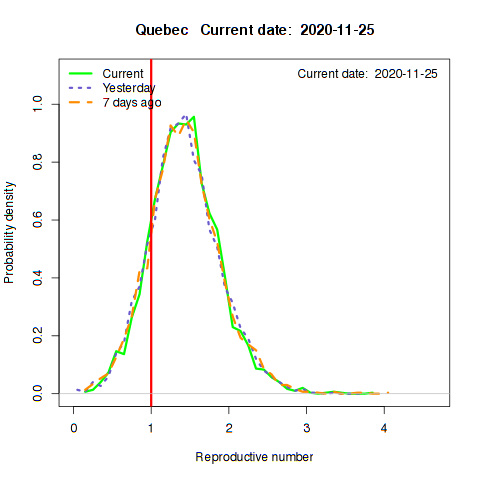 Quebec Current date: 2020-11-25
Current date: 2020-11-25
Current
Yesterday
7 days ago
Probability density
1.0
0.8
0.6
0.4
0.2
0.0
0 1 2 3 4
Reproductive number